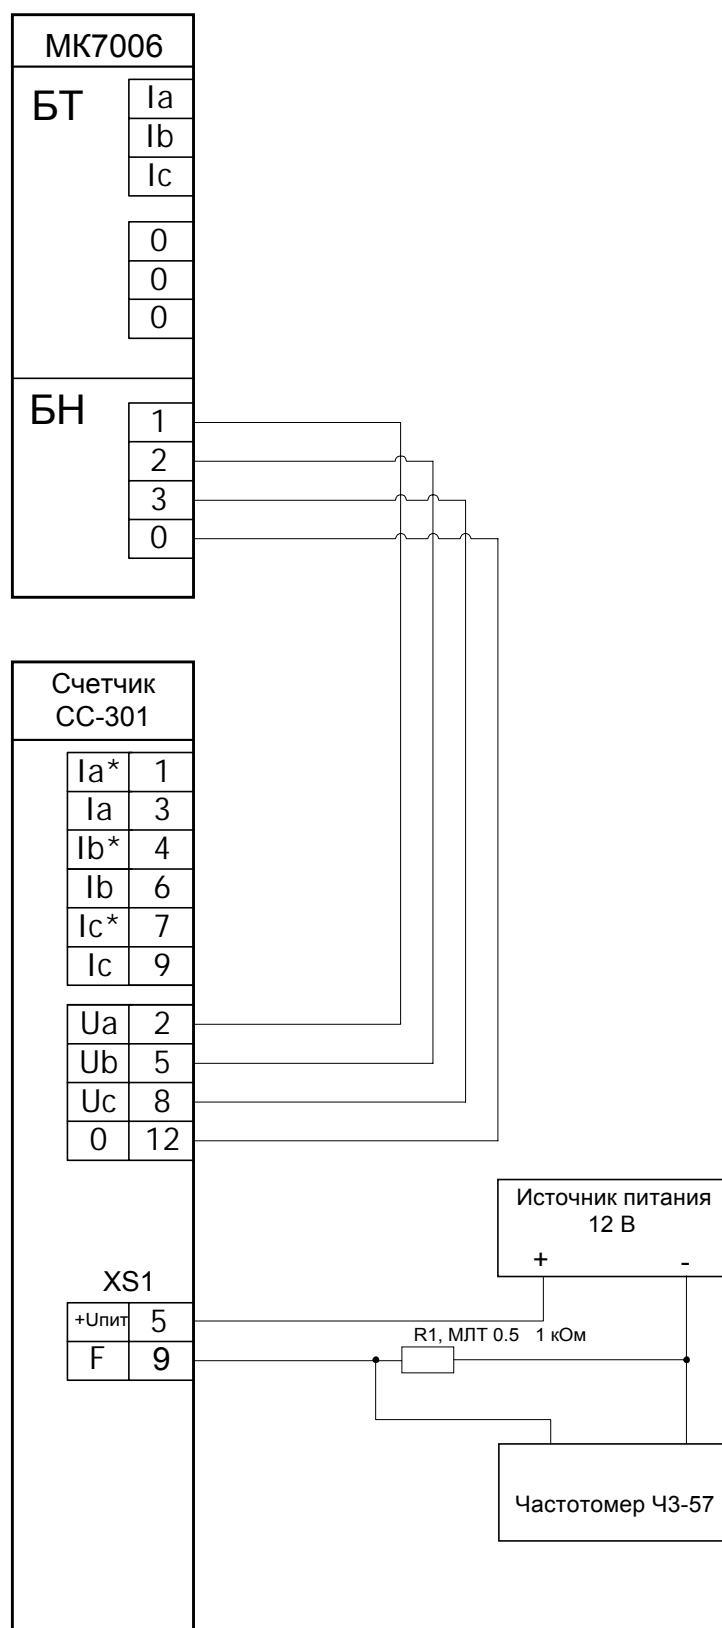 МК7006
БТ
Ia
Ib
Ic
0
0
0
БН
1
2
3
0
Счетчик
СС-301
Ia* 1
Ia 3
Ib* 4
Ib 6
Ic* 7
Ic 9
Ua 2
Ub 5
Uc 8
0 12
Источник питания
12 В
+ -
XS1
+Uпит 5
R1, МЛТ 0.5 1 кОм
F 9
Частотомер Ч3-57